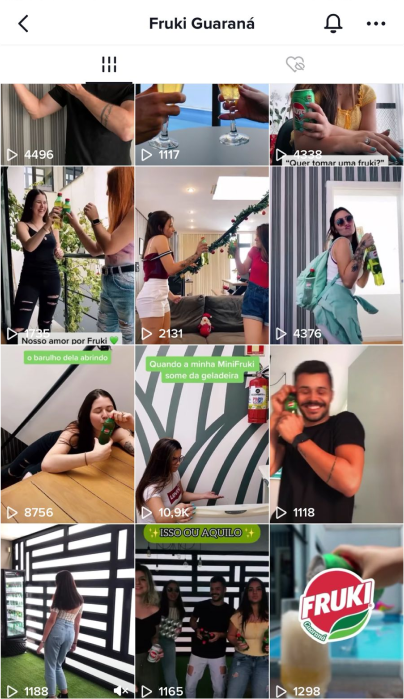 Fruki Guaraná
4496
1117
4338
"Quer tomar uma fruki?"
Nosso amor por Fruki 💚
2131
4376
o barulho dela abrindo
Quando a minha MiniFruki
some da geladeira
8756
10,9K
1118
✨ISSO OU AQUILO✨
1188
1165
FRUKI
Guaraná
1298